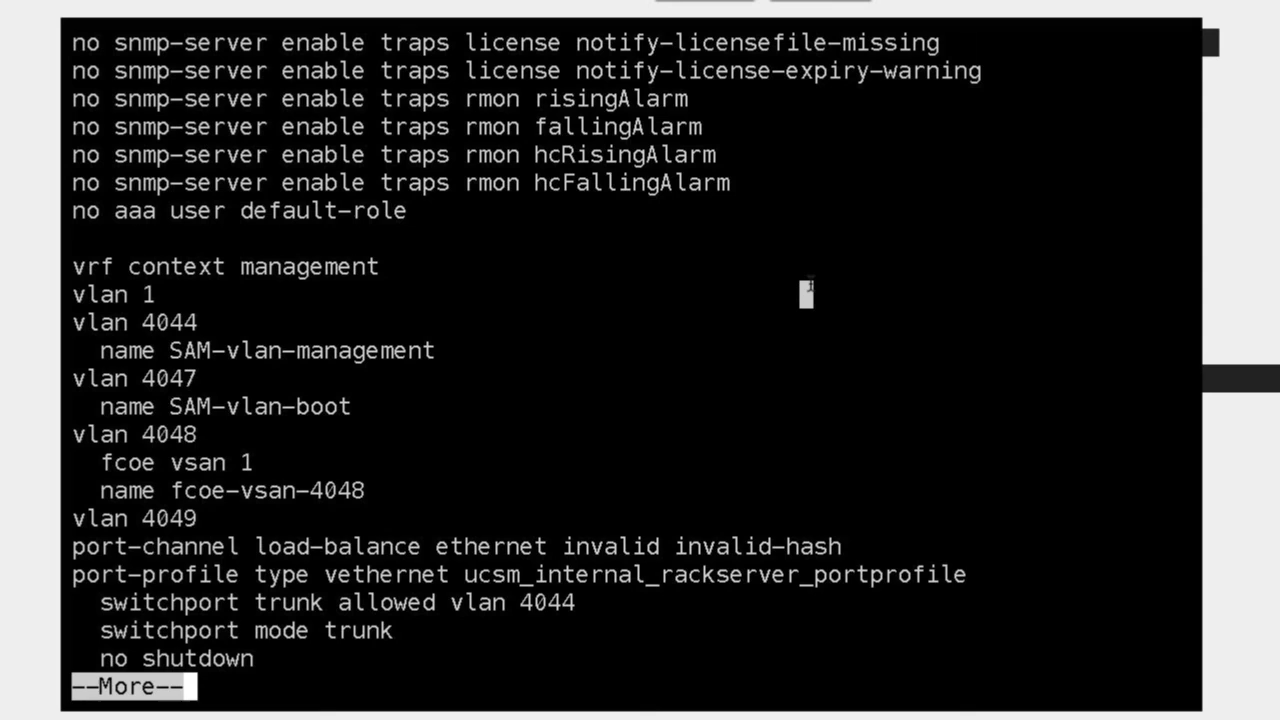 no snmp-server enable traps license notify-licensefile-missing
no snmp-server enable traps license notify-license-expiry-warning
no snmp-server enable traps rmon risingAlarm
no snmp-server enable traps rmon fallingAlarm
no snmp-server enable traps rmon hcRisingAlarm
no snmp-server enable traps rmon hcFallingAlarm
no aaa user default-role
vrf context management
vlan 1
vlan 4044
  name SAM-vlan-management
vlan 4047
  name SAM-vlan-boot
vlan 4048
  fcoe vsan 1
  name fcoe-vsan-4048
vlan 4049
port-channel load-balance ethernet invalid invalid-hash
port-profile type vethernet ucsm_internal_rackserver_portprofile
  switchport trunk allowed vlan 4044
  switchport mode trunk
  no shutdown
--More--